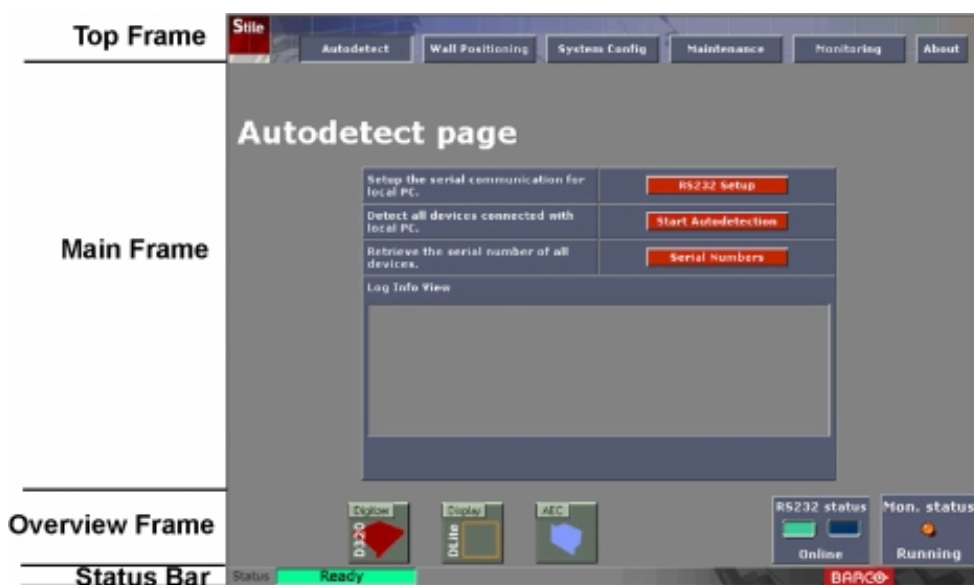 Top Frame
Stile
Autodetect
Wall Positioning
System Config
Maintenance
Monitoring
About
Main Frame
Autodetect page
Setup the serial communication for
local PC.
RS232 Setup
Detect all devices connected with
local PC.
Start Autodetection
Retrieve the serial number of all
devices.
Serial Numbers
Log Info View
Overview Frame
Digitizer
D320
Display
DLite
AEC
RS232 status
Online
Mon. status
Running
Status Bar
Status
Ready
BARCO